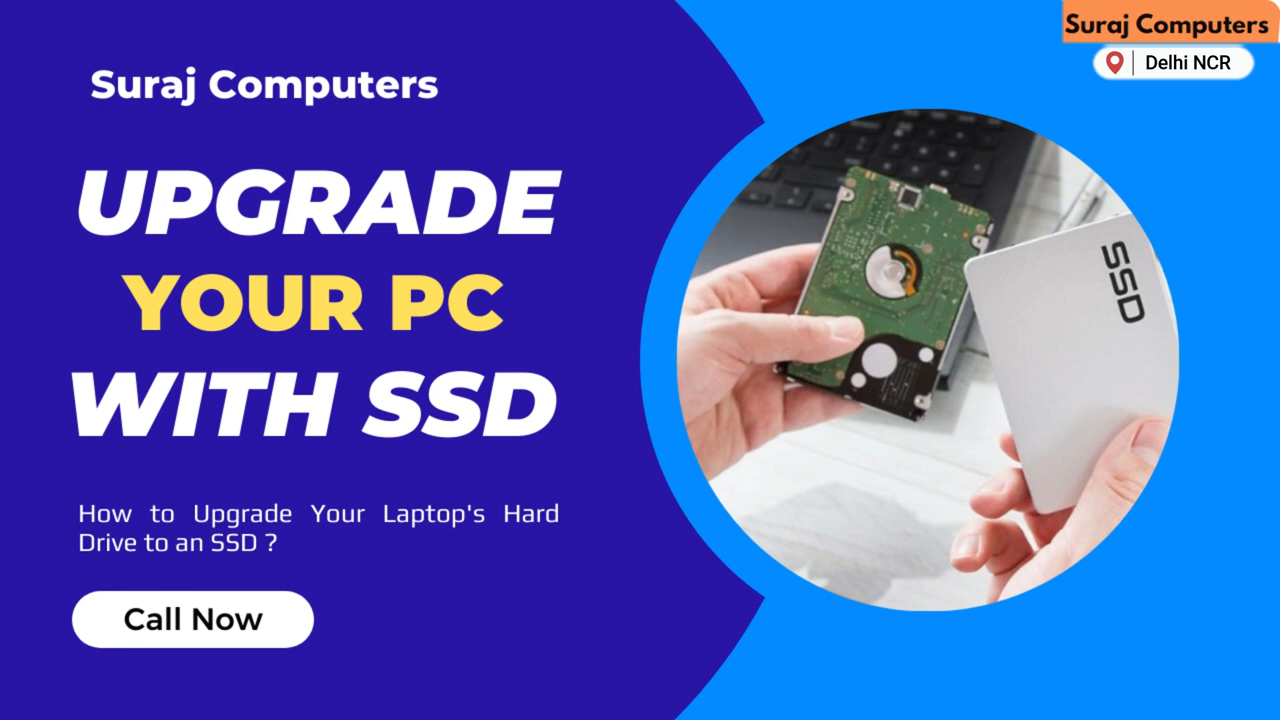 Suraj Computers
Delhi NCR
Suraj Computers
UPGRADE
YOUR PC
WITH SSD
How to Upgrade Your Laptop's Hard
Drive to an SSD ?
Call Now
SSD